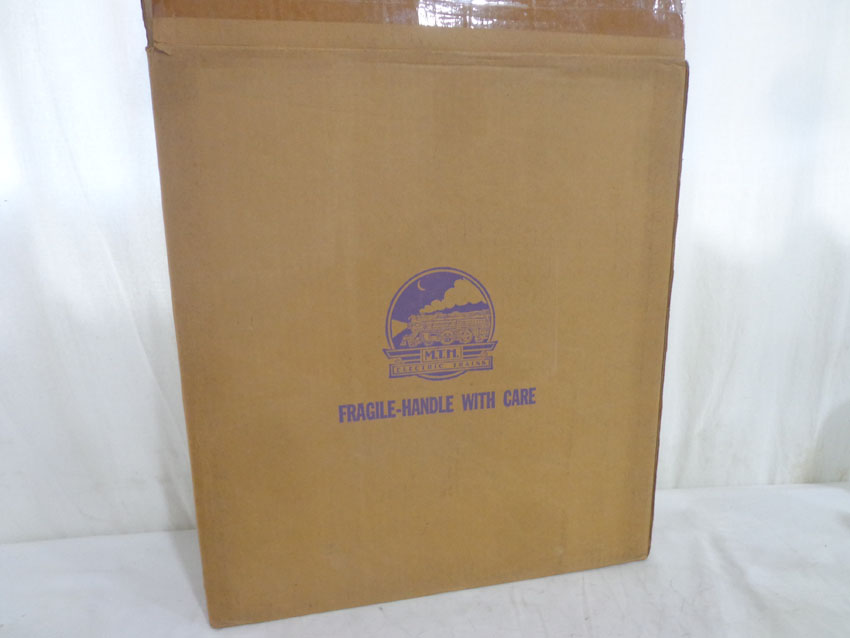 M.T.H.
ELECTRIC TRAINS
FRAGILE-HANDLE WITH CARE